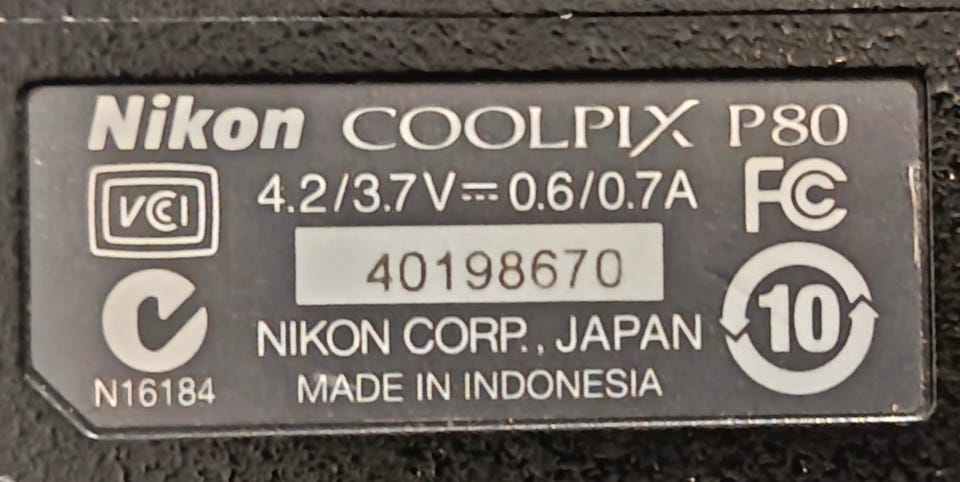 Nikon COOLPIX P80
VCCI 4.2/3.7V⎓0.6/0.7A FC
40198670
10
NIKON CORP., JAPAN
N16184 MADE IN INDONESIA